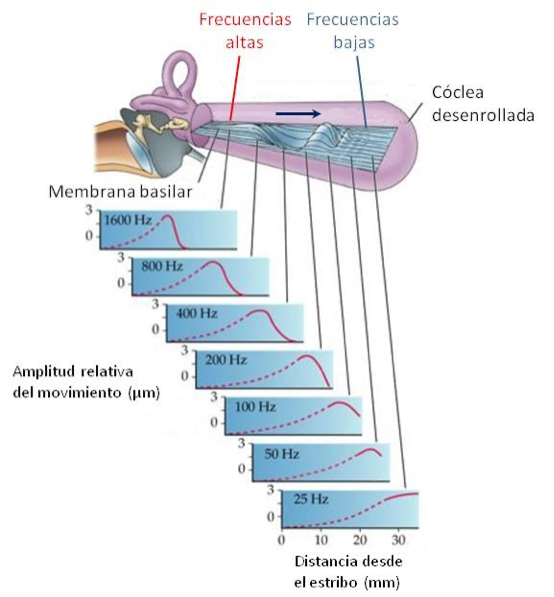 Frecuencias
altas
Frecuencias
bajas
Cóclea
desenrollada
Membrana basilar
3
0
1600 Hz
3
0
800 Hz
3
0
400 Hz
3
0
200 Hz
3
0
100 Hz
3
0
50 Hz
3
0
25 Hz
Amplitud relativa
del movimiento (µm)
0 10 20 30
Distancia desde
el estribo (mm)